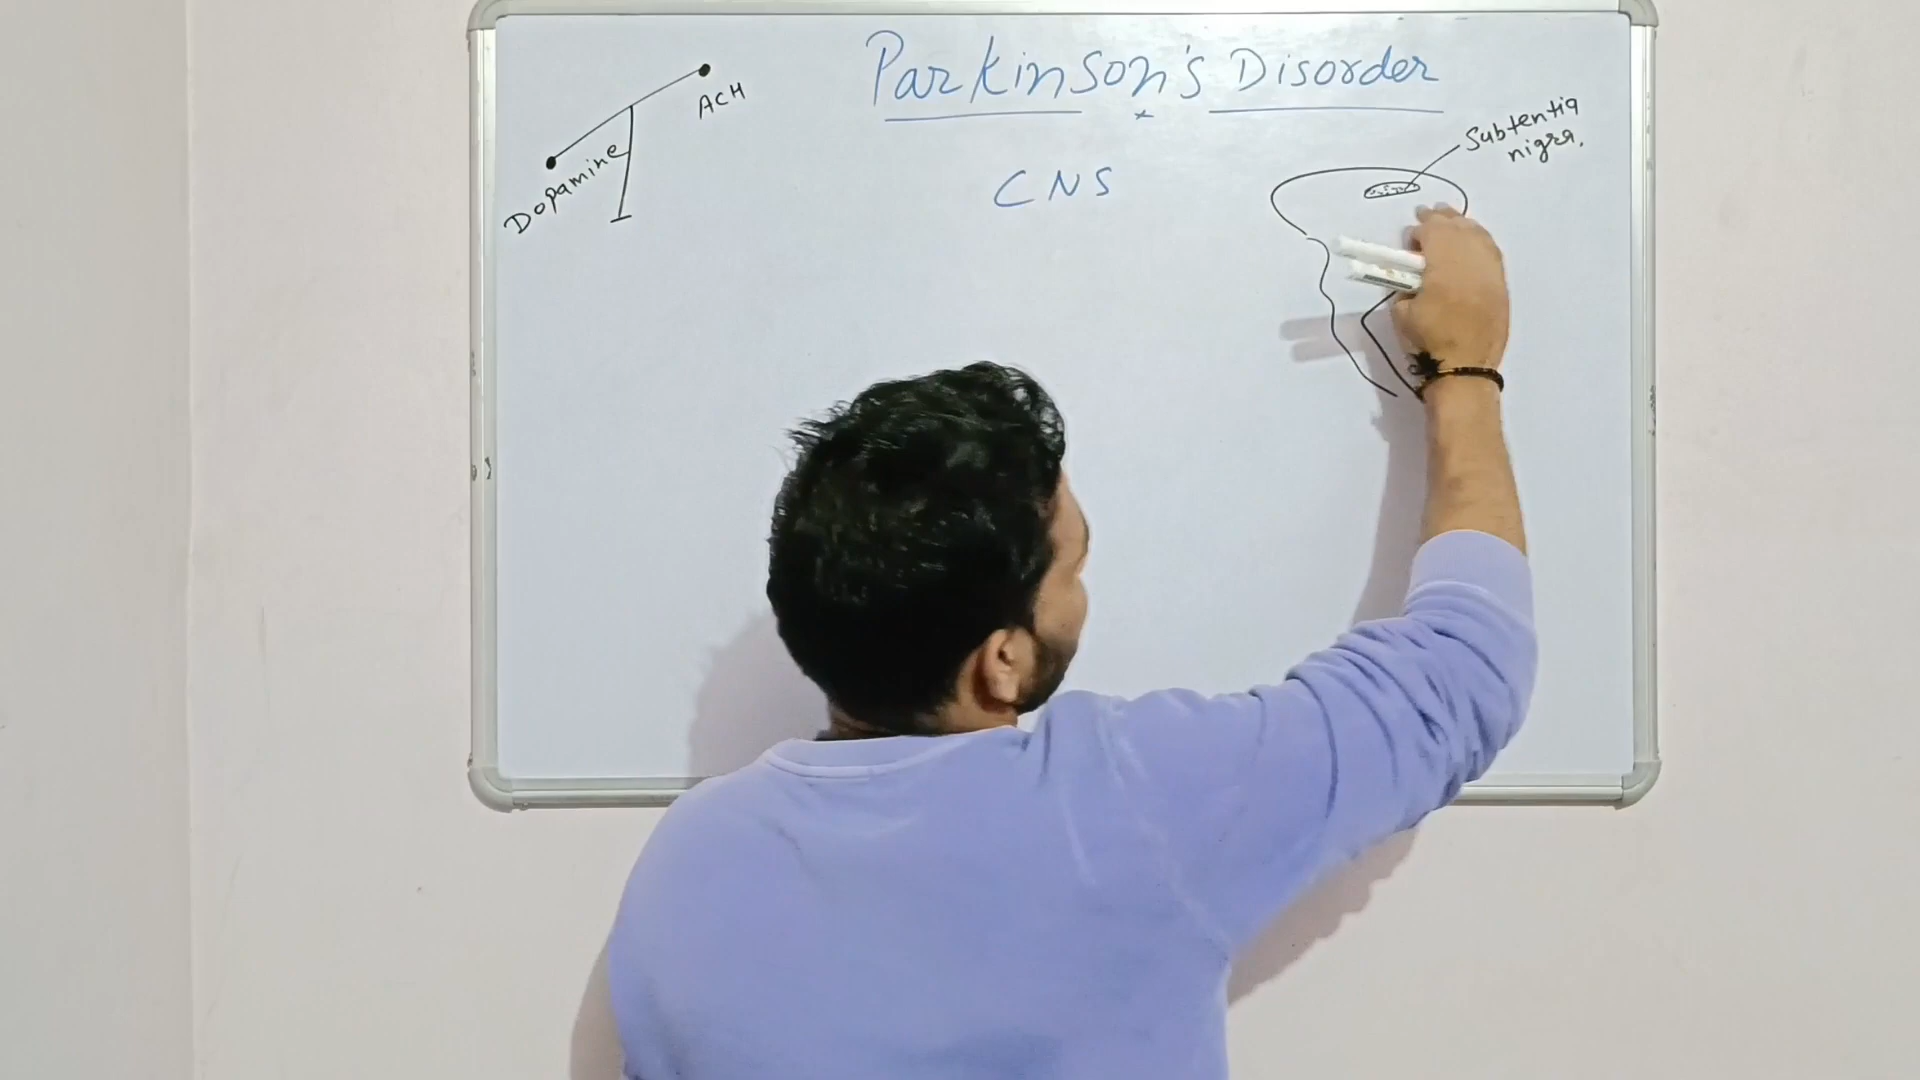 Parkinson's Disorder
ACH
Dopamine
CNS
Subtentia
nigra.